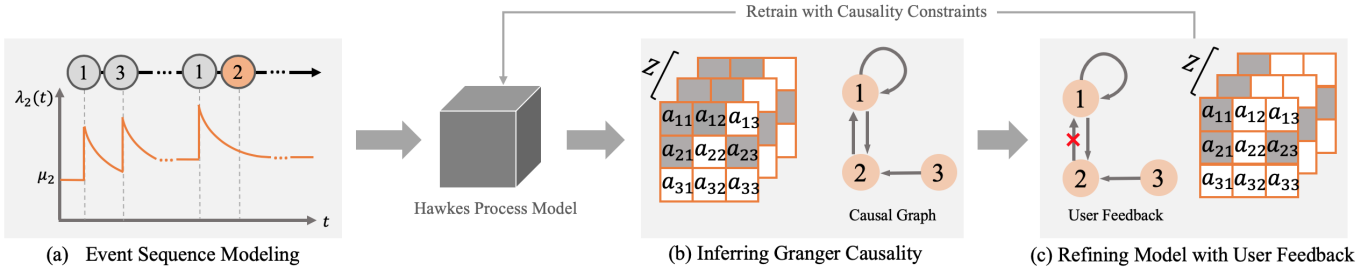 Retrain with Causality Constraints
1 3 ... 1 2 ...
λ₂(t)
μ₂
... ...
t
Hawkes Process Model
Z
a₁₁ a₁₂ a₁₃
a₂₁ a₂₂ a₂₃
a₃₁ a₃₂ a₃₃
1
2 3
Causal Graph
1
2 3
User Feedback
Z
a₁₁ a₁₂ a₁₃
a₂₁ a₂₂ a₂₃
a₃₁ a₃₂ a₃₃
(a) Event Sequence Modeling
(b) Inferring Granger Causality
(c) Refining Model with User Feedback